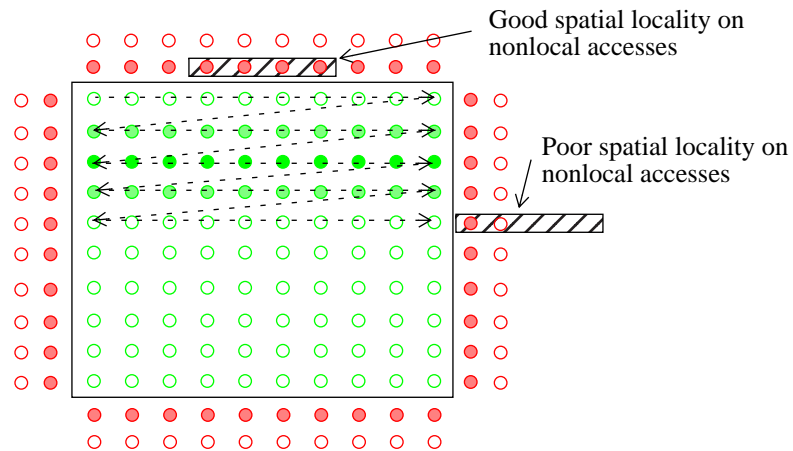 Good spatial locality on
nonlocal accesses
Poor spatial locality on
nonlocal accesses